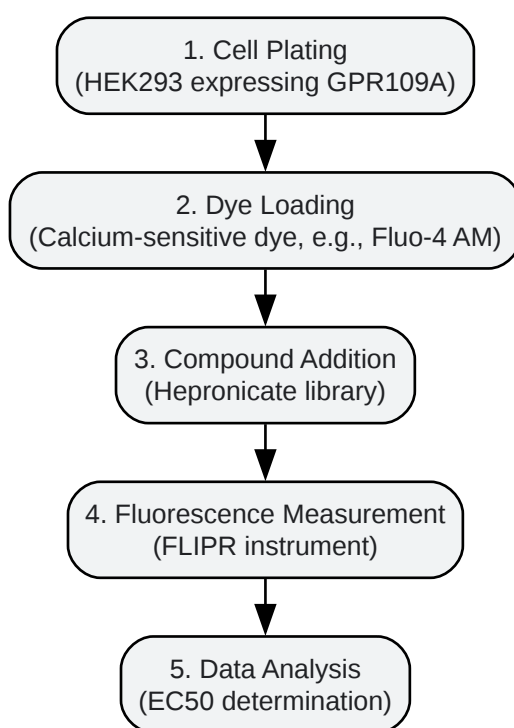 1. Cell Plating
(HEK293 expressing GPR109A)
2. Dye Loading
(Calcium-sensitive dye, e.g., Fluo-4 AM)
3. Compound Addition
(Hepronicate library)
4. Fluorescence Measurement
(FLIPR instrument)
5. Data Analysis
(EC50 determination)